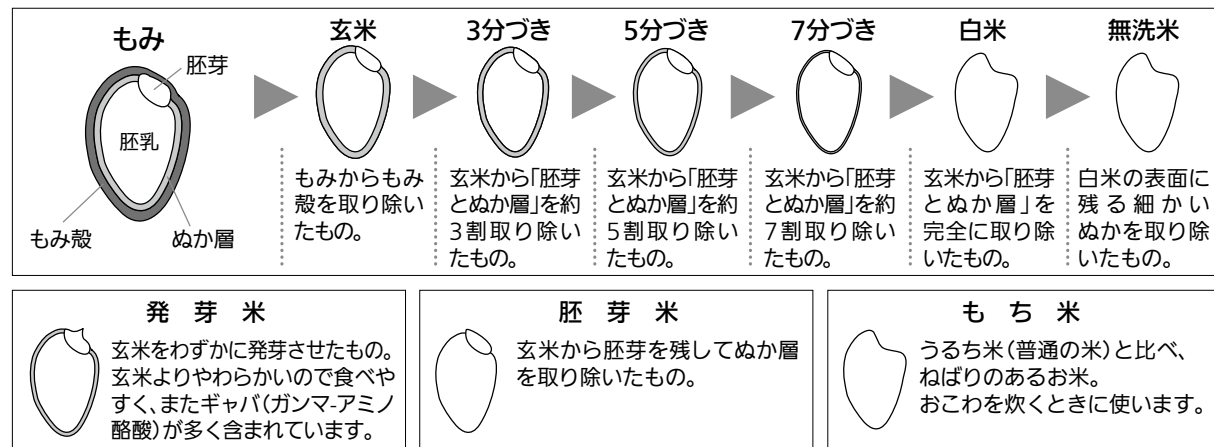 もみ
胚芽
胚乳
もみ殻
ぬか層
玄米
もみからもみ
殻を取り除い
たもの。
3分づき
玄米から「胚芽
とぬか層」を約
3割取り除い
たもの。
5分づき
玄米から「胚芽
とぬか層」を約
5割取り除い
たもの。
7分づき
玄米から「胚芽
とぬか層」を約
7割取り除い
たもの。
白米
玄米から「胚芽
とぬか層」を
完全に取り除
いたもの。
無洗米
白米の表面に
残る細かい
ぬかを取り除
いたもの。
発芽米
玄米をわずかに発芽させたもの。
玄米よりやわらかいので食べや
すく、またギャバ(ガンマ-アミノ
酪酸)が多く含まれています。
胚芽米
玄米から胚芽を残してぬか層
を取り除いたもの。
もち米
うるち米(普通の米)と比べ、
ねばりのあるお米。
おこわを炊くときに使います。